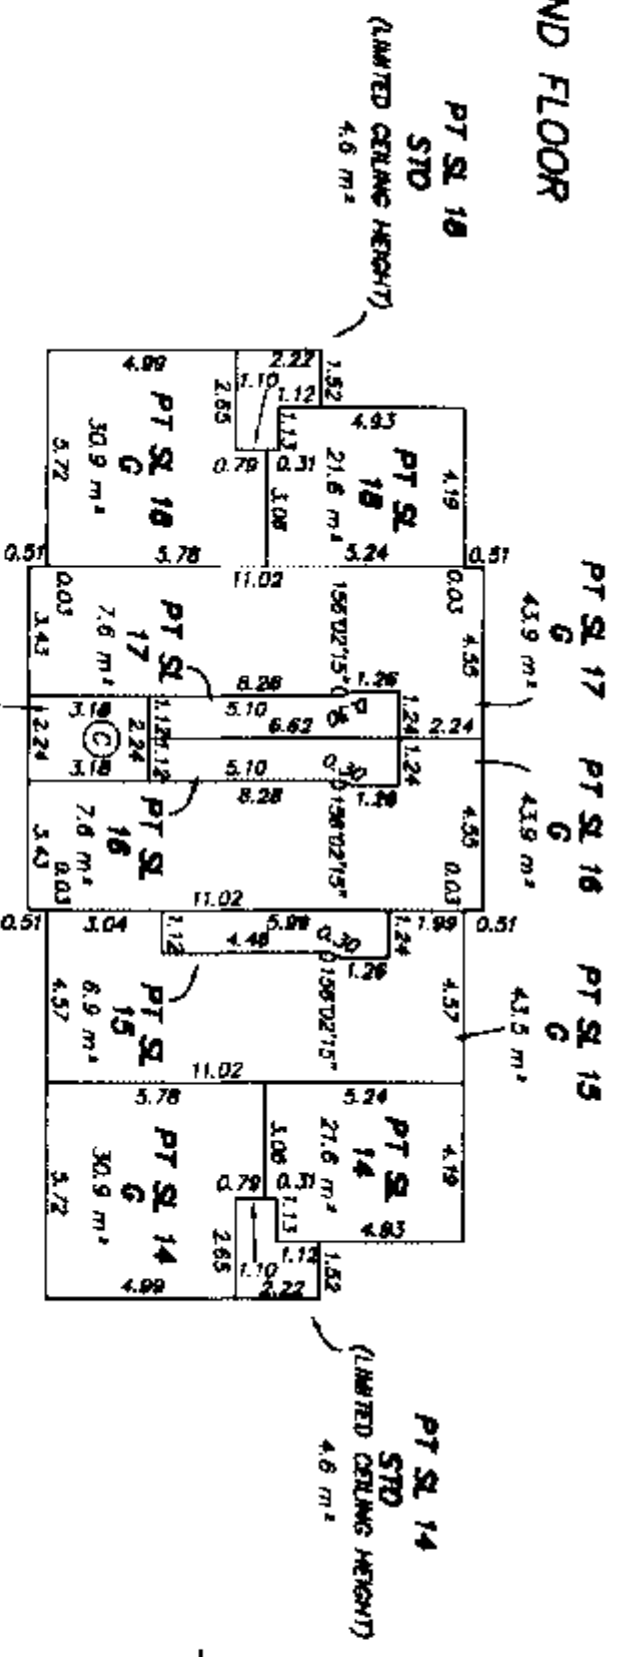 ND FLOOR
PT SL 18
STO
(LIMITED CEILING HEIGHT)
4.6 m²
PT SL 17
G
43.9 m²
PT SL 16
G
43.9 m²
PT SL 15
G
43.5 m²
PT SL 14
STO
(LIMITED CEILING HEIGHT)
4.6 m²
4.99
2.22
1.52
1.10
1.12
2.65
1.13
4.93
0.79
0.31
PT SL 18
G
30.9 m²
5.72
PT SL
18
21.6 m²
4.19
3.06
0.51
5.78
5.24
0.51
11.02
0.03
3.43
PT SL
17
7.6 m²
156°02'15"
0.03
4.55
8.28
1.26
3.18
1.12
5.10
0.30
1.24
2.24
C
2.24
6.62
2.24
3.18
1.12
5.10
0.30
1.24
8.28
1.26
3.43
0.03
PT SL
16
7.6 m²
156°02'15"
4.55
0.03
11.02
0.51
3.04
5.99
1.99
0.51
1.12
4.48
0.30
1.24
1.26
4.57
PT SL
15
6.9 m²
156°02'15"
4.57
11.02
5.78
5.24
PT SL 14
G
30.9 m²
5.72
PT SL
14
21.6 m²
4.19
3.06
0.79
0.31
1.13
4.93
2.65
1.10
1.12
1.52
4.99
2.22